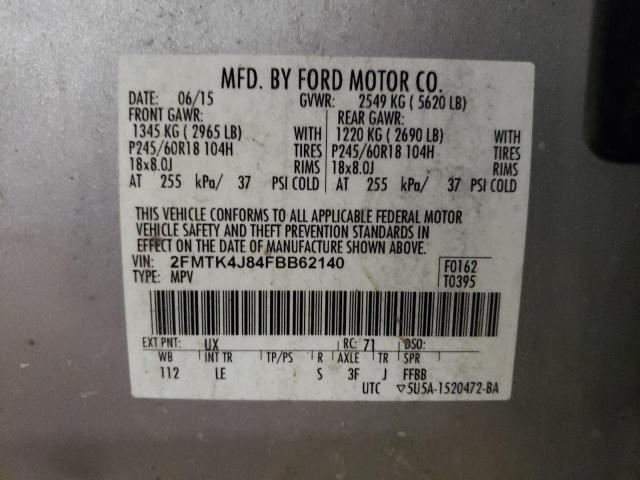 MFD. BY FORD MOTOR CO.
DATE: 06/15 GVWR: 2549 KG ( 5620 LB)
FRONT GAWR: REAR GAWR:
1345 KG ( 2965 LB) WITH 1220 KG ( 2690 LB) WITH
P245/60R18 104H TIRES P245/60R18 104H TIRES
18x8.0J RIMS 18x8.0J RIMS
AT 255 kPa/ 37 PSI COLD AT 255 kPa/ 37 PSI COLD
THIS VEHICLE CONFORMS TO ALL APPLICABLE FEDERAL MOTOR
VEHICLE SAFETY AND THEFT PREVENTION STANDARDS IN
EFFECT ON THE DATE OF MANUFACTURE SHOWN ABOVE.
VIN: 2FMTK4J84FBB62140 F0162
TYPE: MPV T0395
EXT PNT: UX RC: 71 DSO:
WB INT TR TP/PS R AXLE TR SPR
112 LE S 3F J FFBB
UTC ▽5U5A-1520472-BA